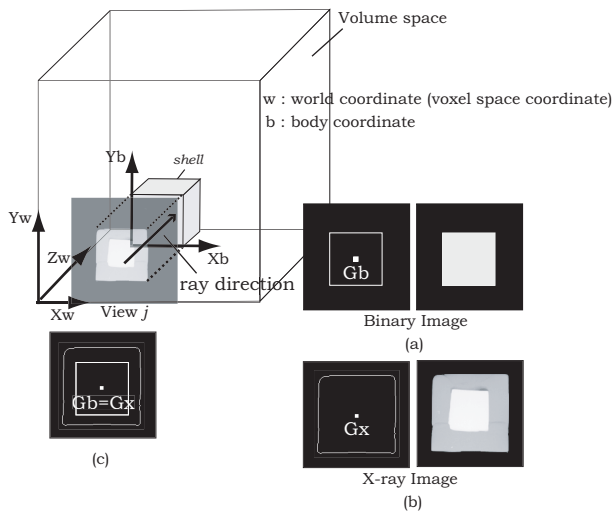 Volume space
w : world coordinate (voxel space coordinate)
b : body coordinate
Yb
shell
Yw
Zw
Xb
ray direction
Xw
View j
Gb
Binary Image
(a)
Gb=Gx
(c)
Gx
X-ray Image
(b)